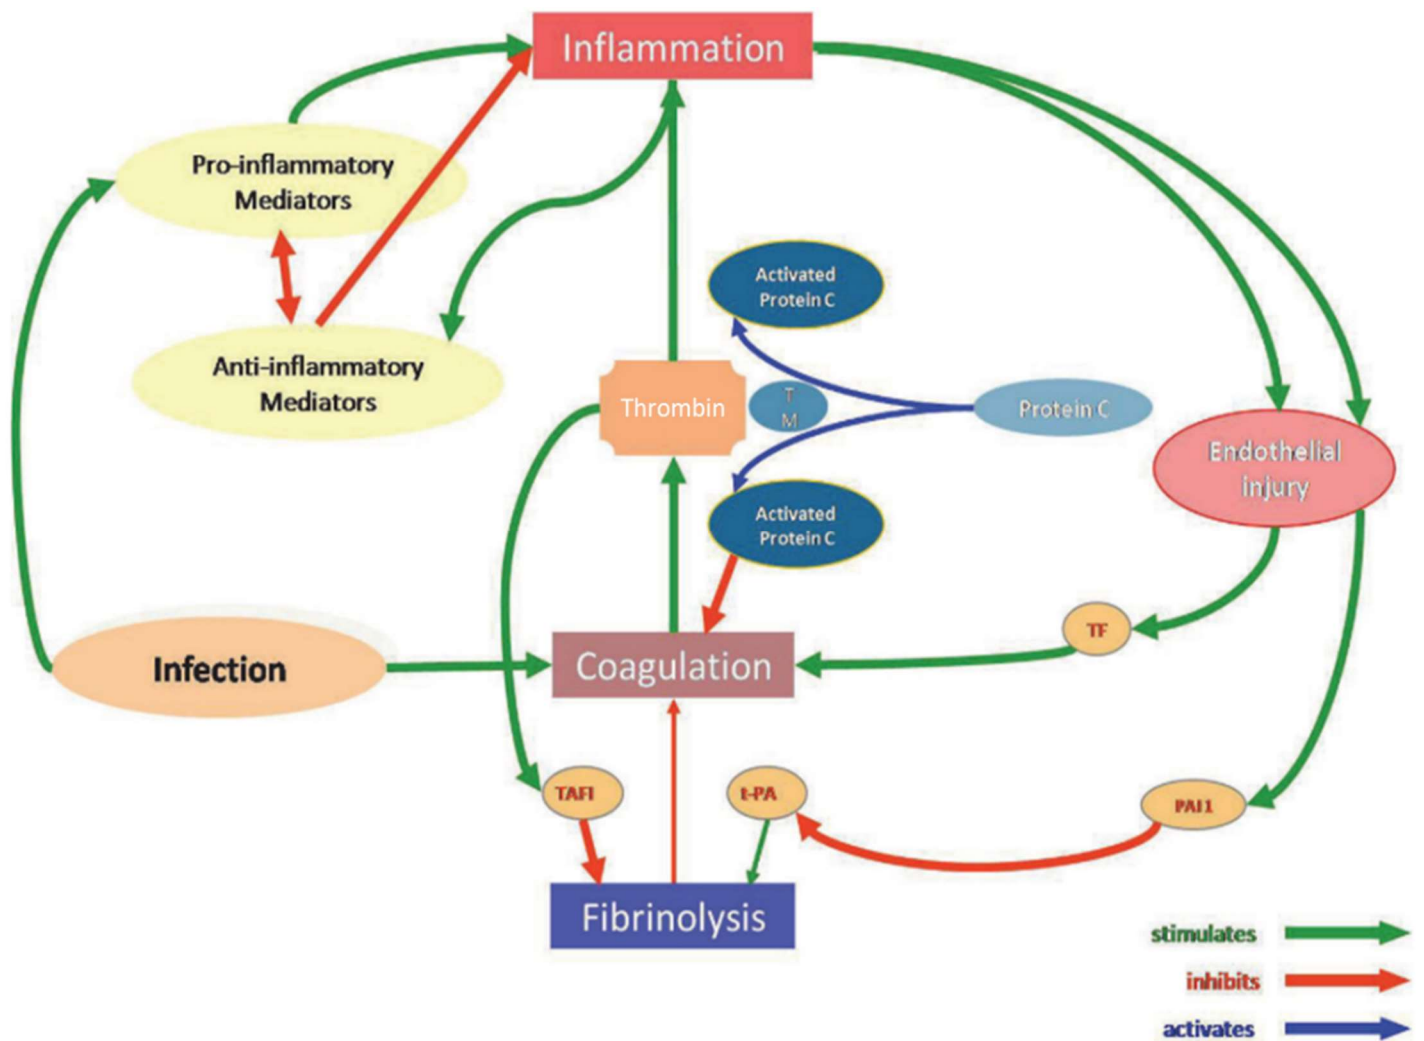 Inflammation
Pro-inflammatory
Mediators
Activated
Protein C
Anti-inflammatory
Mediators
Thrombin
T
M
Protein C
Endothelial
injury
Activated
Protein C
TF
Infection
Coagulation
TAFI
t-PA
PAI1
Fibrinolysis
stimulates
inhibits
activates